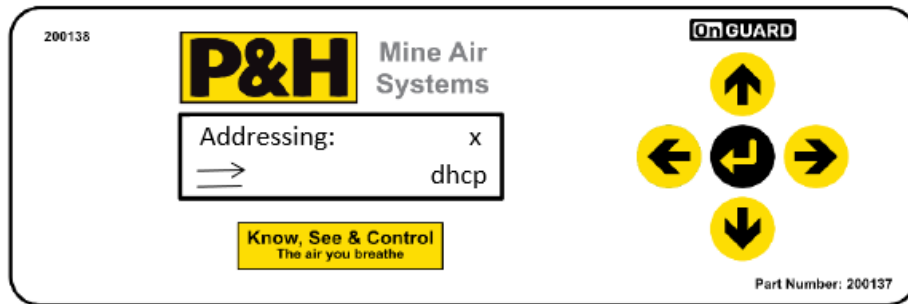 200138
OnGUARD
P&H
Mine Air
Systems
Addressing: x
dhcp
Know, See & Control
The air you breathe
Part Number: 200137